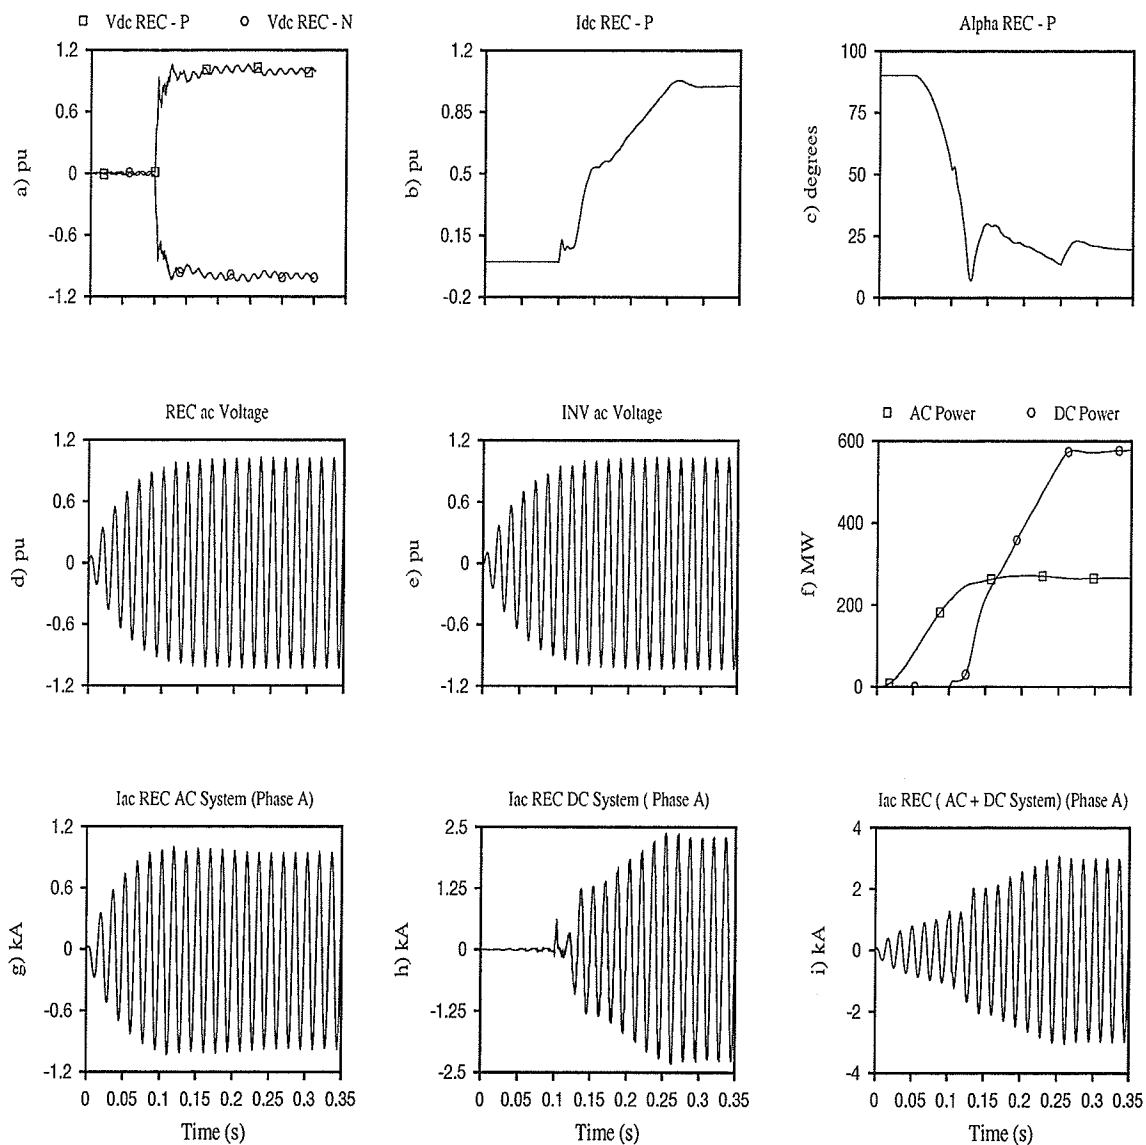 Vdc REC - P Vdc REC - N
Idc REC - P
Alpha REC - P
1.2
0.6
0
-0.6
-1.2
a) pu
1.2
0.85
0.5
0.15
-0.2
b) pu
100
75
50
25
0
c) degrees
REC ac Voltage
INV ac Voltage
AC Power DC Power
1.2
0.6
0
-0.6
-1.2
d) pu
1.2
0.6
0
-0.6
-1.2
e) pu
600
400
200
0
f) MW
Iac REC AC System (Phase A)
Iac REC DC System ( Phase A)
Iac REC ( AC + DC System) (Phase A)
1.2
0.6
0
-0.6
-1.2
g) kA
0 0.05 0.1 0.15 0.2 0.25 0.3 0.35
Time (s)
2.5
1.25
0
-1.25
-2.5
h) kA
0 0.05 0.1 0.15 0.2 0.25 0.3 0.35
Time (s)
4
2
0
-2
-4
i) kA
0 0.05 0.1 0.15 0.2 0.25 0.3 0.35
Time (s)